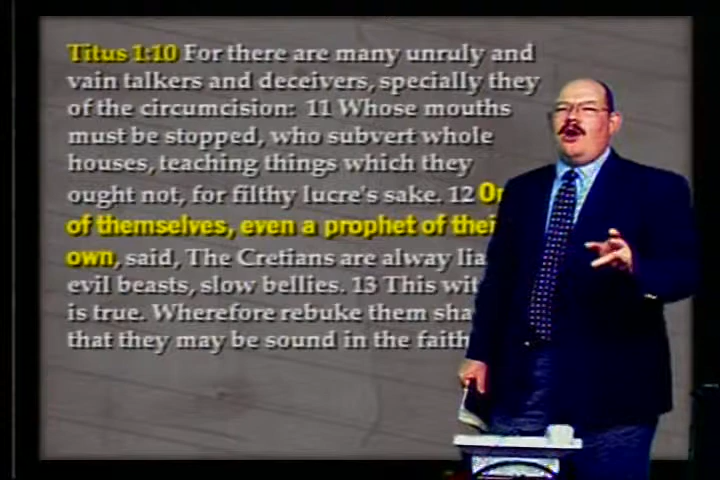 Titus 1:10 For there are many unruly and
vain talkers and deceivers, specially they
of the circumcision: 11 Whose mouths
must be stopped, who subvert whole
houses, teaching things which they
ought not, for filthy lucre's sake. 12
of themselves, even a prophet of
own, said, The Cretians are alway
evil beasts, slow bellies. 13 This
is true. Wherefore rebuke them
that they may be sound in the faith